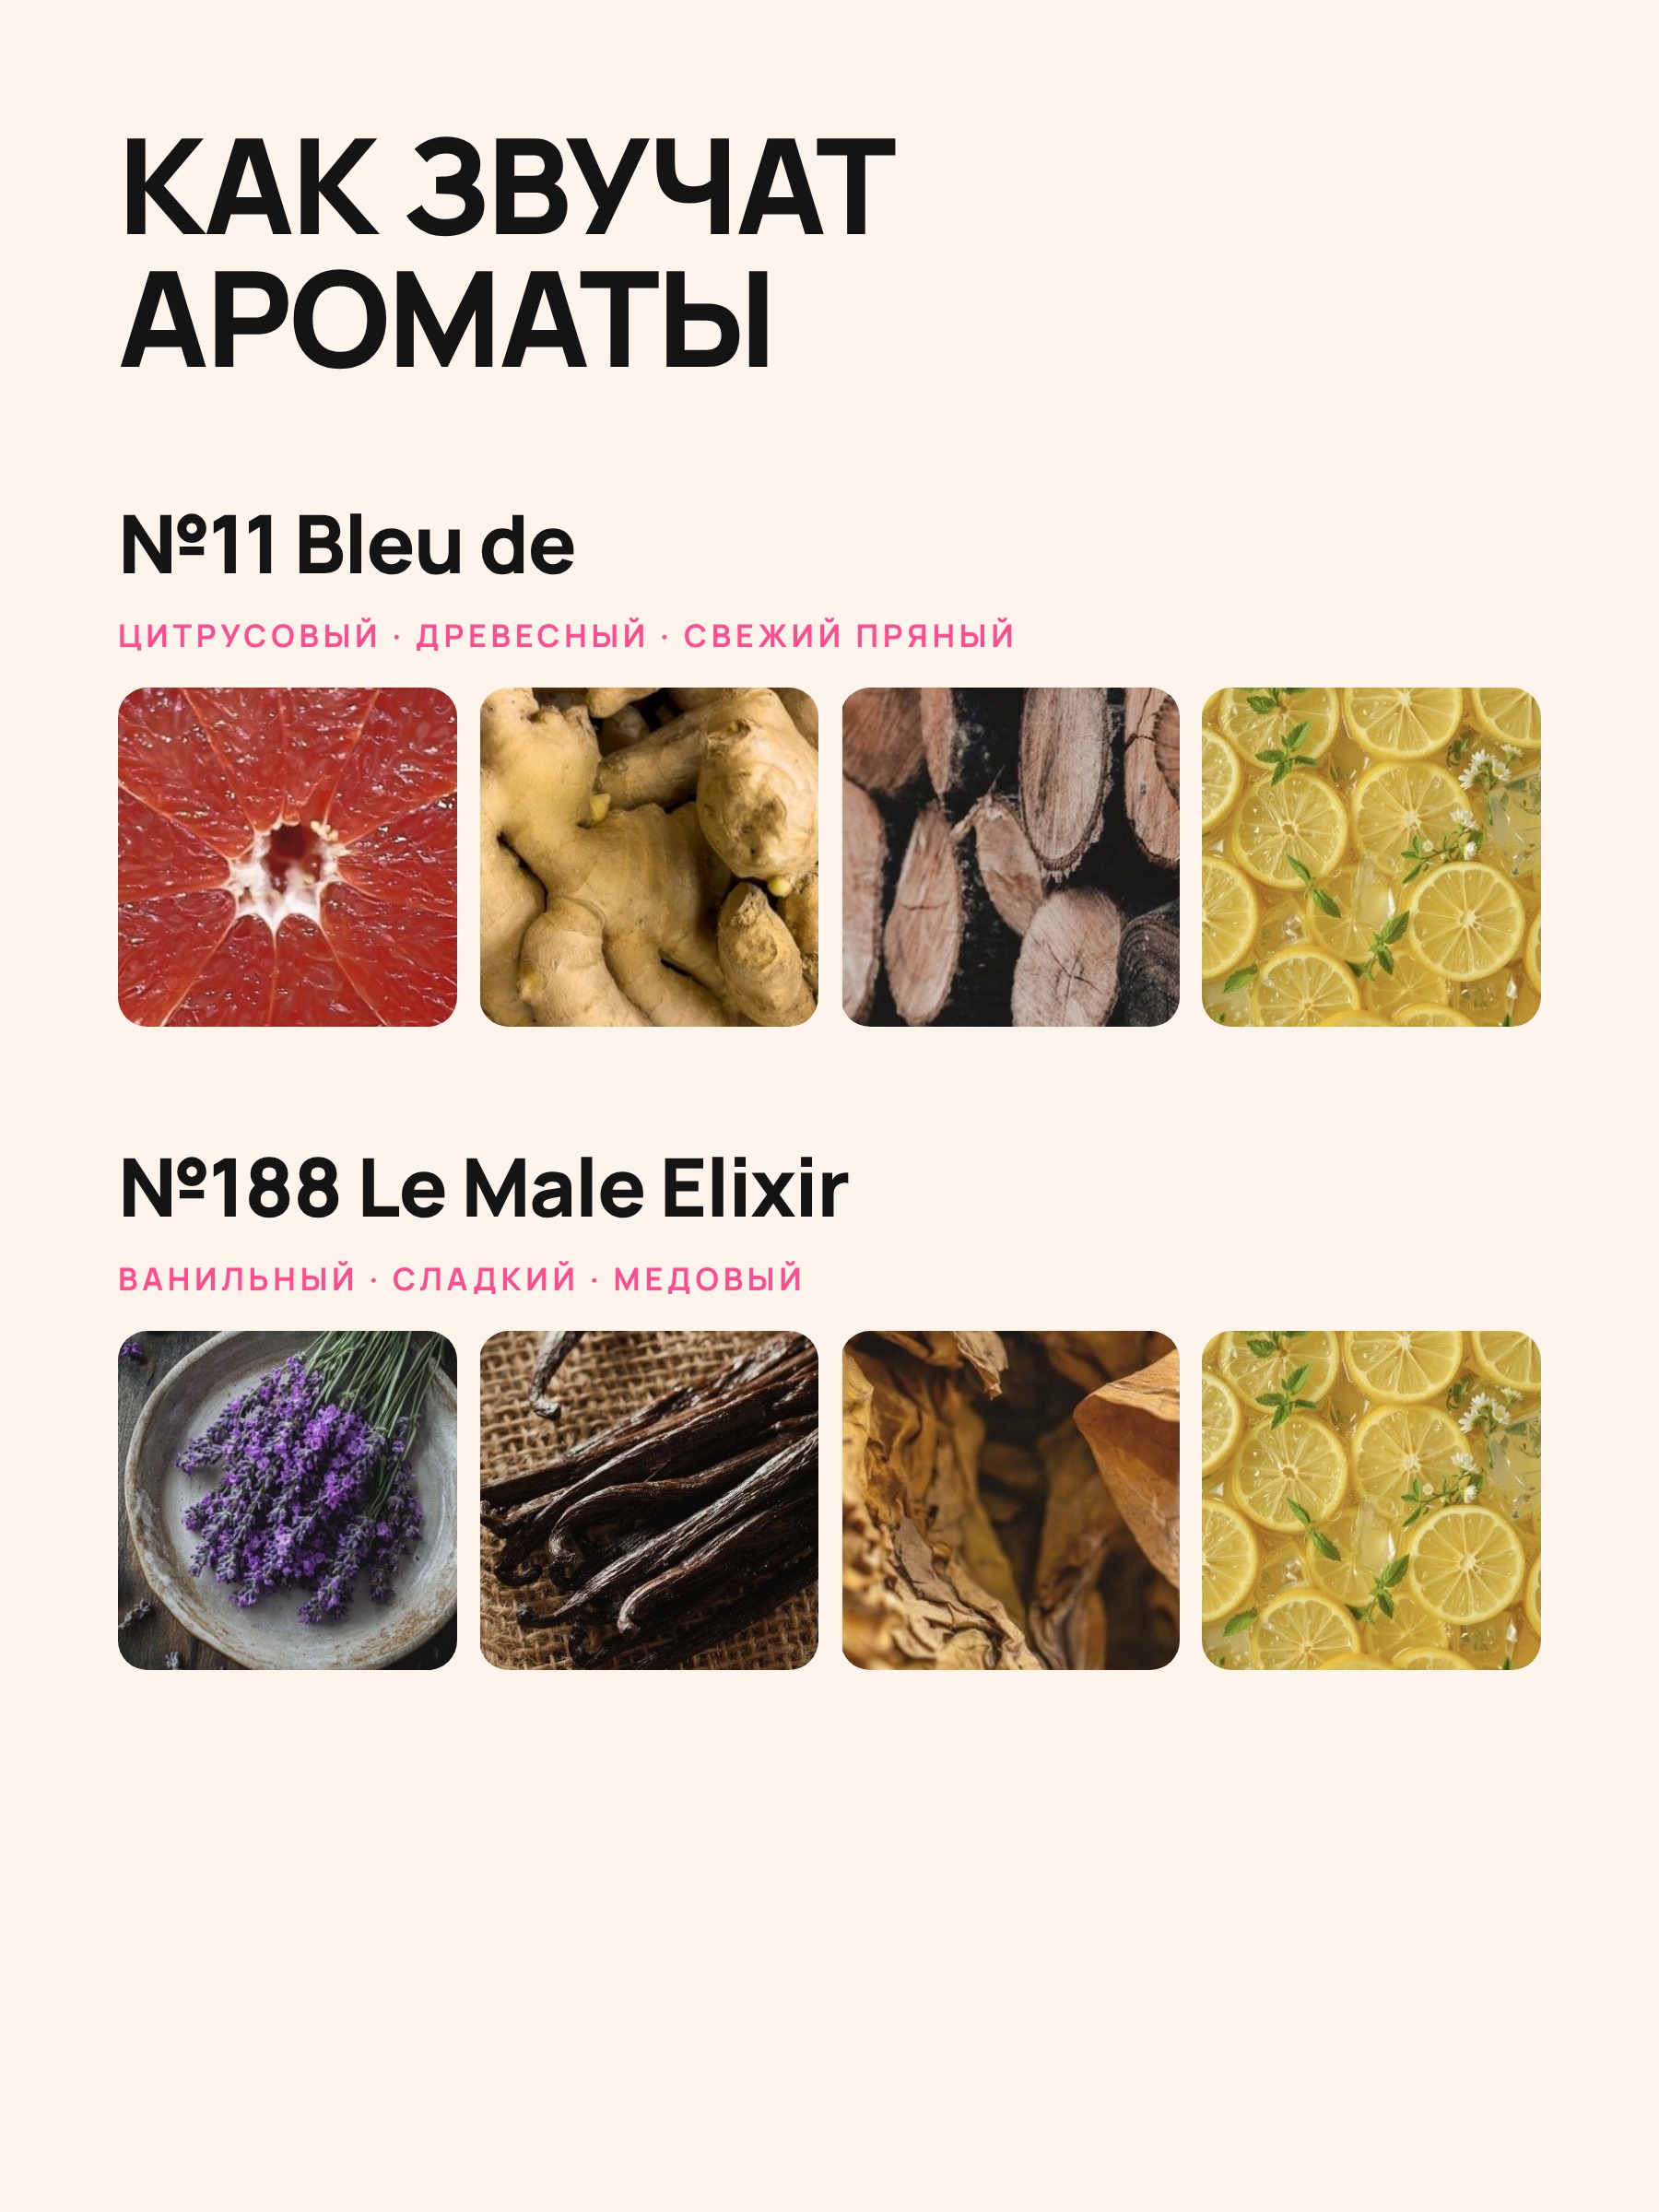 КАК ЗВУЧАТ
АРОМАТЫ
№11 Bleu de
ЦИТРУСОВЫЙ · ДРЕВЕСНЫЙ · СВЕЖИЙ ПРЯНЫЙ
№188 Le Male Elixir
ВАНИЛЬНЫЙ · СЛАДКИЙ · МЕДОВЫЙ